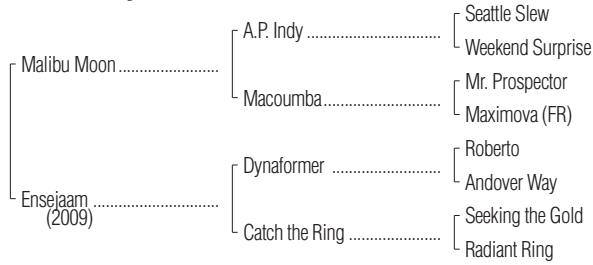 Malibu Moon
A.P. Indy
Seattle Slew
Weekend Surprise
Macoumba
Mr. Prospector
Maximova (FR)
Ensejaam
(2009)
Dynaformer
Roberto
Andover Way
Catch the Ring
Seeking the Gold
Radiant Ring